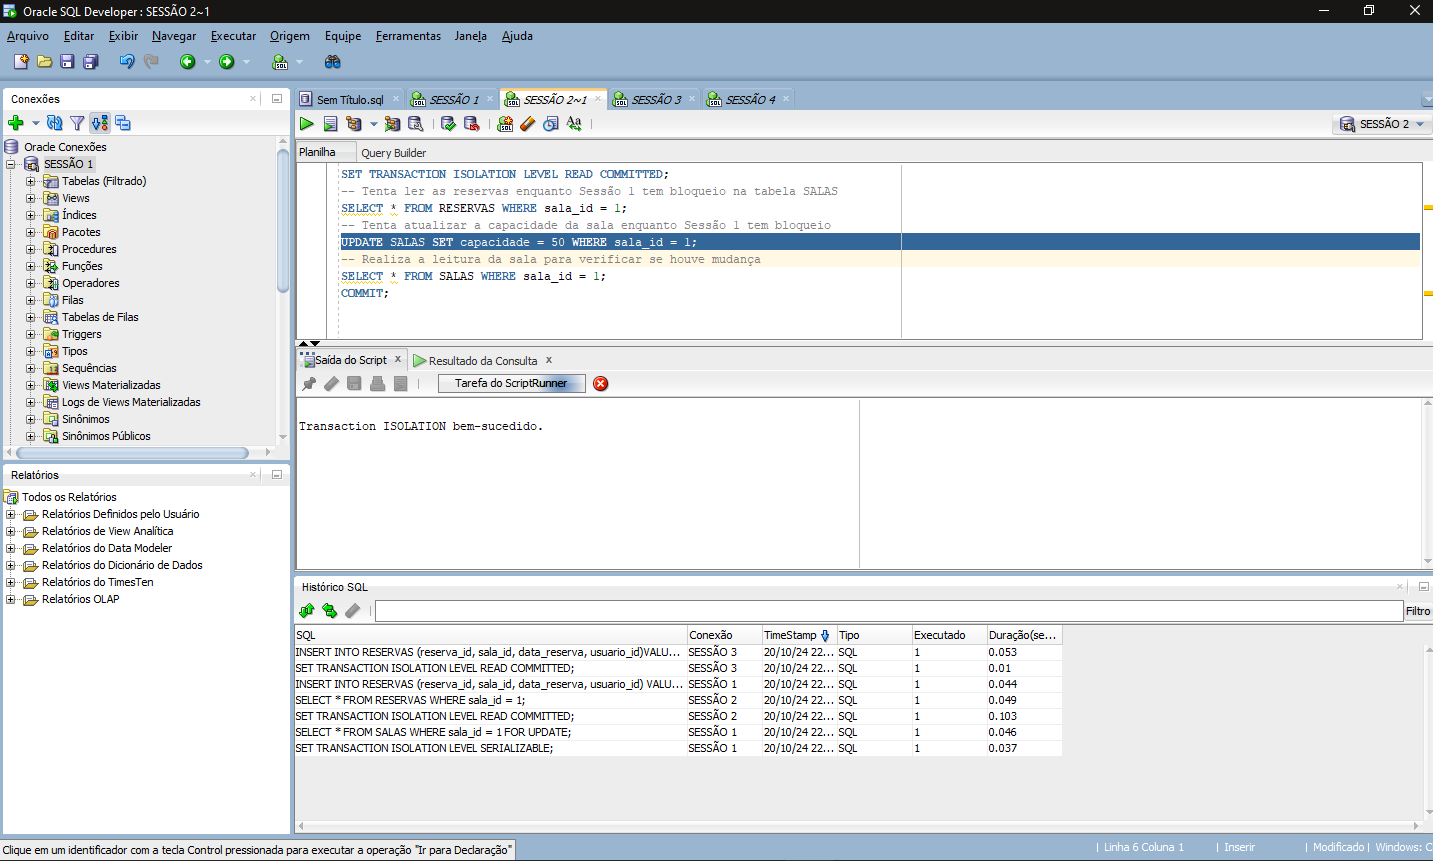 Oracle SQL Developer : SESSÃO 2~1
Arquivo Editar Exibir Navegar Executar Origem Equipe Ferramentas Janela Ajuda
Conexões
Oracle Conexões
SESSÃO 1
Tabelas (Filtrado)
Views
Índices
Pacotes
Procedures
Funções
Operadores
Filas
Tabelas de Filas
Triggers
Tipos
Sequências
Views Materializadas
Logs de Views Materializadas
Sinônimos
Sinônimos Públicos
Relatórios
Todos os Relatórios
Relatórios Definidos pelo Usuário
Relatórios de View Analítica
Relatórios do Data Modeler
Relatórios do Dicionário de Dados
Relatórios do TimesTen
Relatórios OLAP
Sem Título.sql SESSÃO 1 SESSÃO 2~1 SESSÃO 3 SESSÃO 4
SESSÃO 2
Planilha Query Builder
SET TRANSACTION ISOLATION LEVEL READ COMMITTED;
-- Tenta ler as reservas enquanto Sessão 1 tem bloqueio na tabela SALAS
SELECT * FROM RESERVAS WHERE sala_id = 1;
-- Tenta atualizar a capacidade da sala enquanto Sessão 1 tem bloqueio
UPDATE SALAS SET capacidade = 50 WHERE sala_id = 1;
-- Realiza a leitura da sala para verificar se houve mudança
SELECT * FROM SALAS WHERE sala_id = 1;
COMMIT;
Saída do Script x Resultado da Consulta x
Tarefa do ScriptRunner
Transaction ISOLATION bem-sucedido.
Histórico SQL
Filtro
SQL Conexão TimeStamp Tipo Executado Duração(se...
INSERT INTO RESERVAS (reserva_id, sala_id, data_reserva, usuario_id)VALU... SESSÃO 3 20/10/24 22... SQL 1 0.053
SET TRANSACTION ISOLATION LEVEL READ COMMITTED; SESSÃO 3 20/10/24 22... SQL 1 0.01
INSERT INTO RESERVAS (reserva_id, sala_id, data_reserva, usuario_id) VALU... SESSÃO 1 20/10/24 22... SQL 1 0.044
SELECT * FROM RESERVAS WHERE sala_id = 1; SESSÃO 2 20/10/24 22... SQL 1 0.049
SET TRANSACTION ISOLATION LEVEL READ COMMITTED; SESSÃO 2 20/10/24 22... SQL 1 0.103
SELECT * FROM SALAS WHERE sala_id = 1 FOR UPDATE; SESSÃO 1 20/10/24 22... SQL 1 0.046
SET TRANSACTION ISOLATION LEVEL SERIALIZABLE; SESSÃO 1 20/10/24 22... SQL 1 0.037
Clique em um identificador com a tecla Control pressionada para executar a operação "Ir para Declaração"
Linha 6 Coluna 1 Inserir Modificado Windows: C